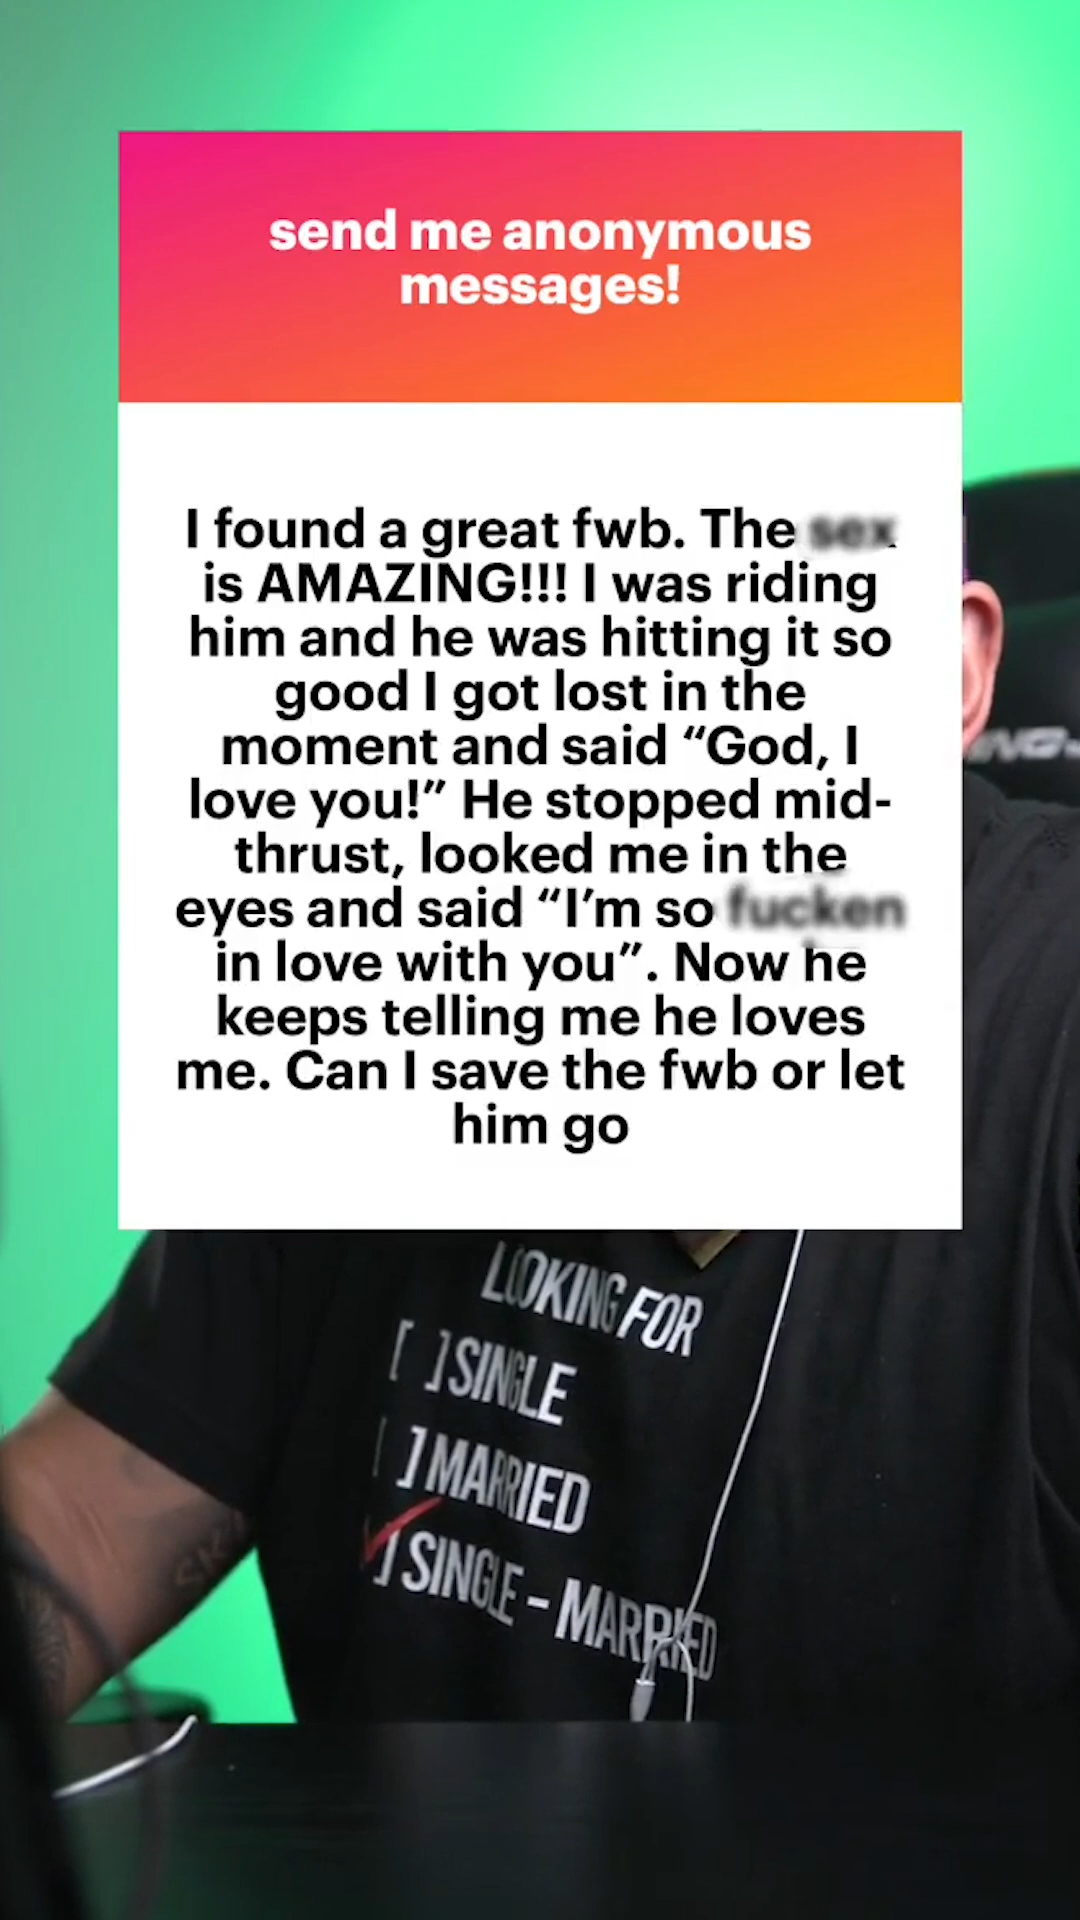 send me anonymous
messages!
I found a great fwb. The sex
is AMAZING!!! I was riding
him and he was hitting it so
good I got lost in the
moment and said “God, I
love you!” He stopped mid-
thrust, looked me in the
eyes and said “I’m so fucken
in love with you”. Now he
keeps telling me he loves
me. Can I save the fwb or let
him go
LOOKING FOR
[ ] SINGLE
[ ] MARRIED
] SINGLE - MARRIED